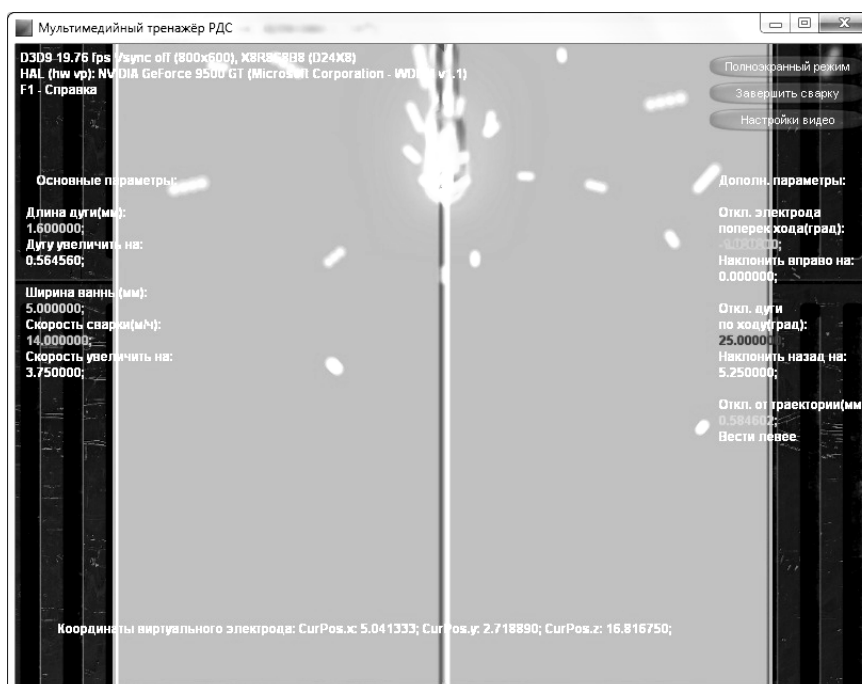 Мультимедийный тренажёр РДС
D3D9 19.76 fps Vsync off (800x600), X8R8G8B8 (D24X8)
HAL (hw vp): NVIDIA GeForce 9500 GT (Microsoft Corporation - WDDM v1.1)
F1 - Справка
Полноэкранный режим
Завершить сварку
Настройки видео
Основные параметры:
Длина дуги(мм):
1.600000;
Дугу увеличить на:
0.564560;
Ширина ванны(мм):
5.000000;
Скорость сварки(м/ч):
14.000000;
Скорость увеличить на:
3.750000;
Дополн. параметры:
Откл. электрода
поперек хода(град):
Наклонить вправо на:
0.000000;
Откл. дуги
по ходу(град):
25.000000;
Наклонить назад на:
5.250000;
Откл. от траектории(мм
0.584602;
Вести левее
Координаты виртуального электрода: CurPos.x: 5.041333; CurPos.y: 2.718890; CurPos.z: 16.816750;